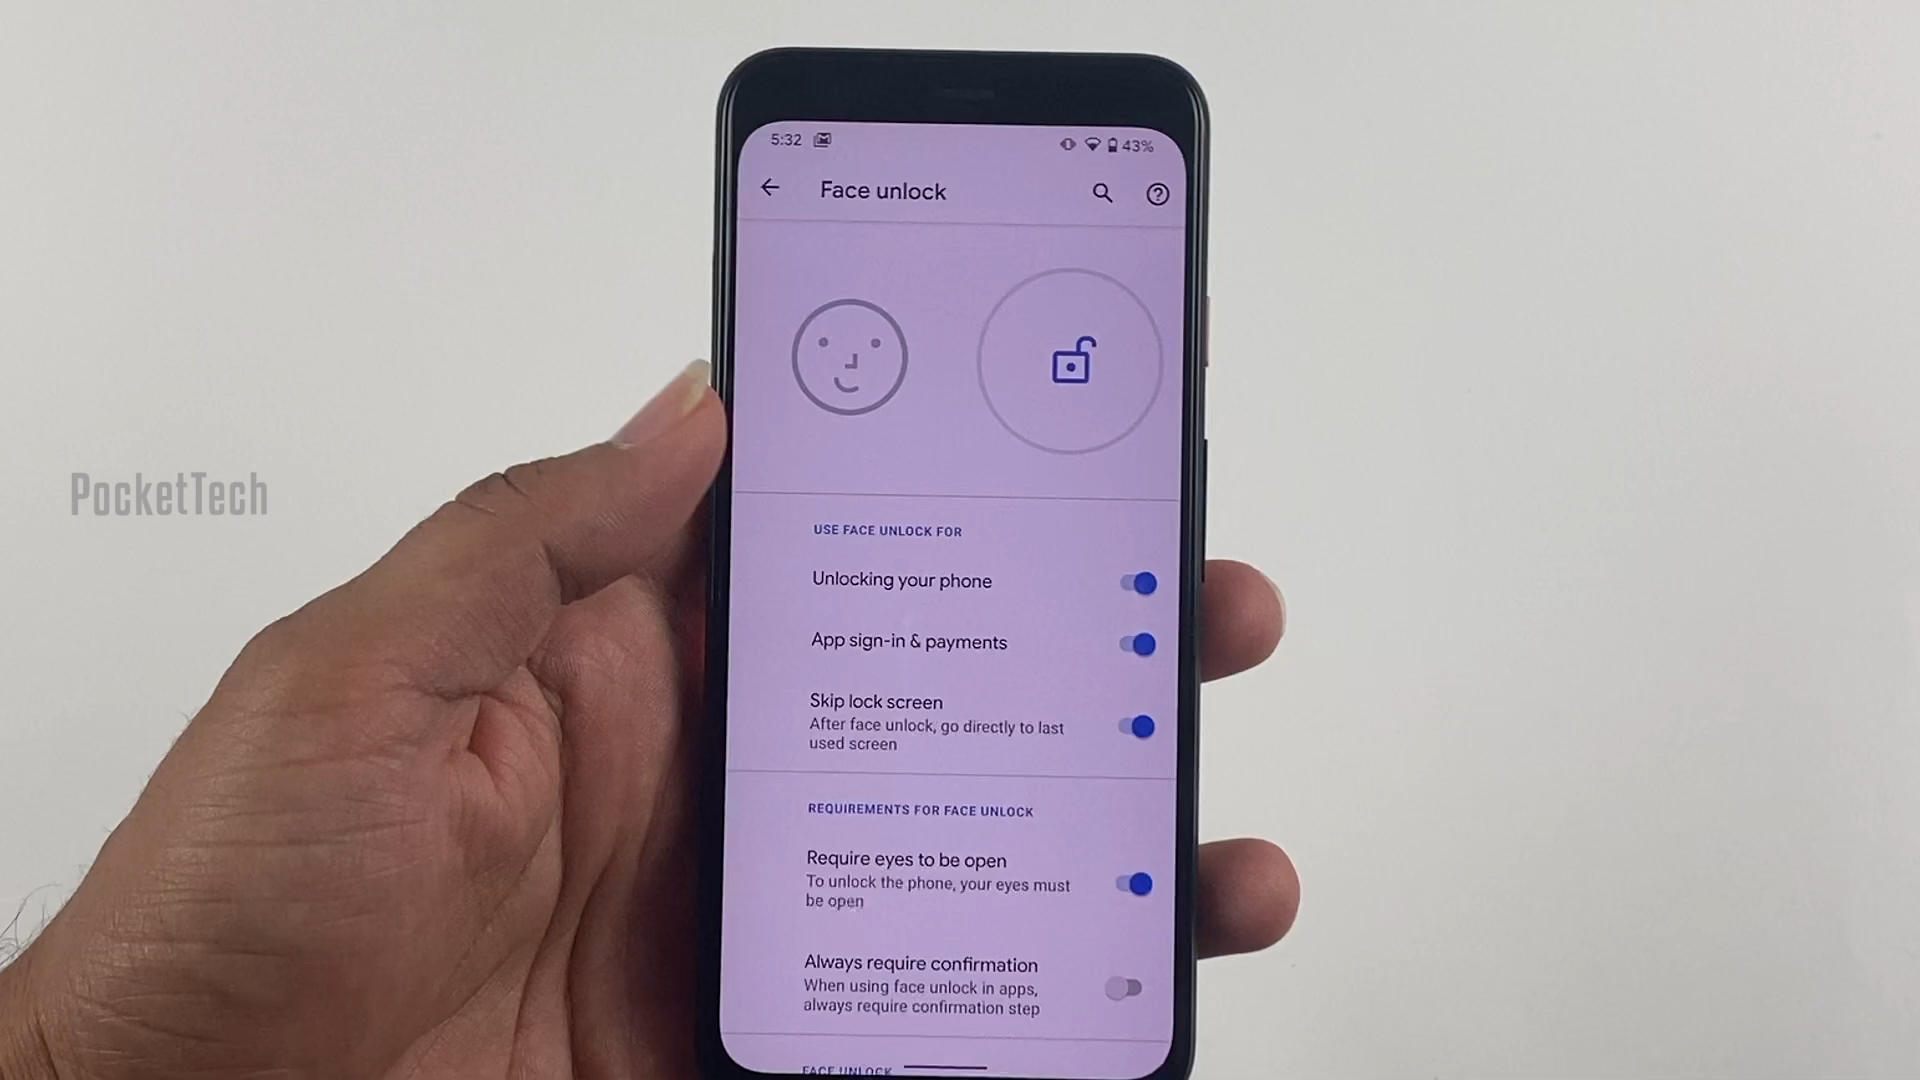 5:32
43%
Face unlock
PocketTech
USE FACE UNLOCK FOR
Unlocking your phone
App sign-in & payments
Skip lock screen
After face unlock, go directly to last
used screen
REQUIREMENTS FOR FACE UNLOCK
Require eyes to be open
To unlock the phone, your eyes must
be open
Always require confirmation
When using face unlock in apps,
always require confirmation step
FACE UNLOCK